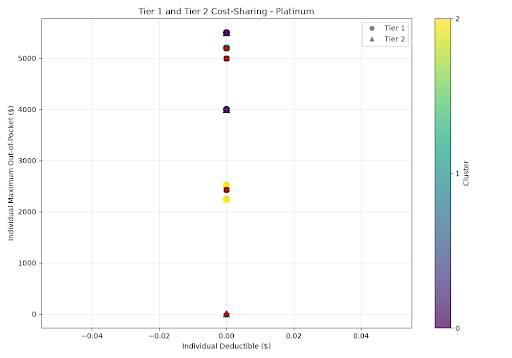 Tier 1 and Tier 2 Cost-Sharing - Platinum
Tier 1
Tier 2
Individual Maximum Out-of-Pocket ($)
5000
4000
3000
2000
1000
0
−0.04
−0.02
0.00
0.02
0.04
Individual Deductible ($)
2
1
0
Cluster